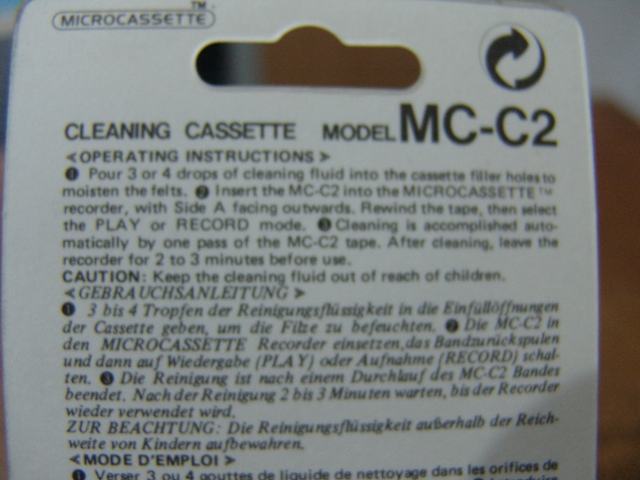 MICROCASSETTE™
CLEANING CASSETTE MODEL MC-C2
<OPERATING INSTRUCTIONS>
❶ Pour 3 or 4 drops of cleaning fluid into the cassette filler holes to
moisten the felts. ❷ Insert the MC-C2 into the MICROCASSETTE™
recorder, with Side A facing outwards. Rewind the tape, then select
the PLAY or RECORD mode. ❸ Cleaning is accomplished auto-
matically by one pass of the MC-C2 tape. After cleaning, leave the
recorder for 2 to 3 minutes before use.
CAUTION: Keep the cleaning fluid out of reach of children.
<GEBRAUCHSANLEITUNG>
❶ 3 bis 4 Tropfen der Reinigungsflüssigkeit in die Einfüllöffnungen
der Cassette geben, um die Filze zu befeuchten. ❷ Die MC-C2 in
den MICROCASSETTE Recorder einsetzen, das Bandzurückspulen
und dann auf Wiedergabe (PLAY) oder Aufnahme (RECORD) schal-
ten. ❸ Die Reinigung ist nach einem Durchlauf des MC-C2 Bandes
beendet. Nach der Reinigung 2 bis 3 Minuten warten, bis der Recorder
wieder verwendet wird.
ZUR BEACHTUNG: Die Reinigungsflüssigkeit außerhalb der Reich-
weite von Kindern aufbewahren.
<MODE D'EMPLOI>
❶ Verser 3 ou 4 gouttes de liquide de nettoyage dans les orifices de